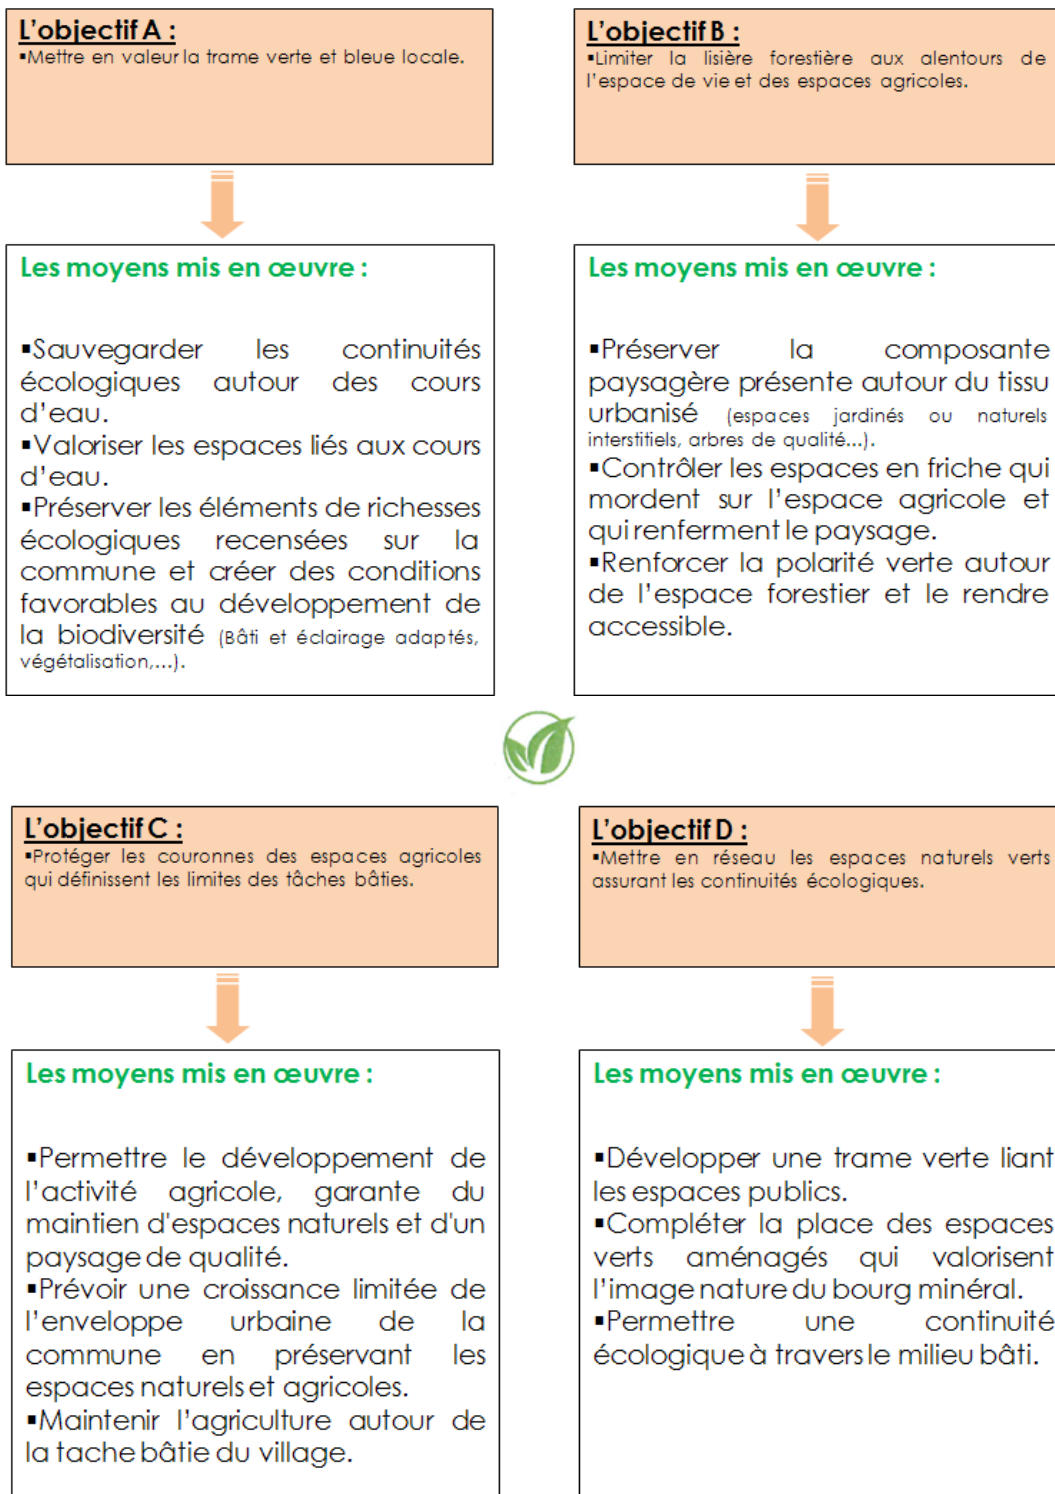 L'objectif A :
▪Mettre en valeur la trame verte et bleue locale.
Les moyens mis en œuvre :
▪Sauvegarder les continuités
écologiques autour des cours
d'eau.
▪Valoriser les espaces liés aux cours
d'eau.
▪Préserver les éléments de richesses
écologiques recensées sur la
commune et créer des conditions
favorables au développement de
la biodiversité (Bâti et éclairage adaptés,
végétalisation,...).
L'objectif B :
▪Limiter la lisière forestière aux alentours de
l'espace de vie et des espaces agricoles.
Les moyens mis en œuvre :
▪Préserver la composante
paysagère présente autour du tissu
urbanisé (espaces jardinés ou naturels
interstitiels, arbres de qualité...).
▪Contrôler les espaces en friche qui
mordent sur l'espace agricole et
qui renferment le paysage.
▪Renforcer la polarité verte autour
de l'espace forestier et le rendre
accessible.
L'objectif C :
▪Protéger les couronnes des espaces agricoles
qui définissent les limites des tâches bâties.
Les moyens mis en œuvre :
▪Permettre le développement de
l'activité agricole, garante du
maintien d'espaces naturels et d'un
paysage de qualité.
▪Prévoir une croissance limitée de
l'enveloppe urbaine de la
commune en préservant les
espaces naturels et agricoles.
▪Maintenir l'agriculture autour de
la tache bâtie du village.
L'objectif D :
▪Mettre en réseau les espaces naturels verts
assurant les continuités écologiques.
Les moyens mis en œuvre :
▪Développer une trame verte liant
les espaces publics.
▪Compléter la place des espaces
verts aménagés qui valorisent
l'image nature du bourg minéral.
▪Permettre une continuité
écologique à travers le milieu bâti.